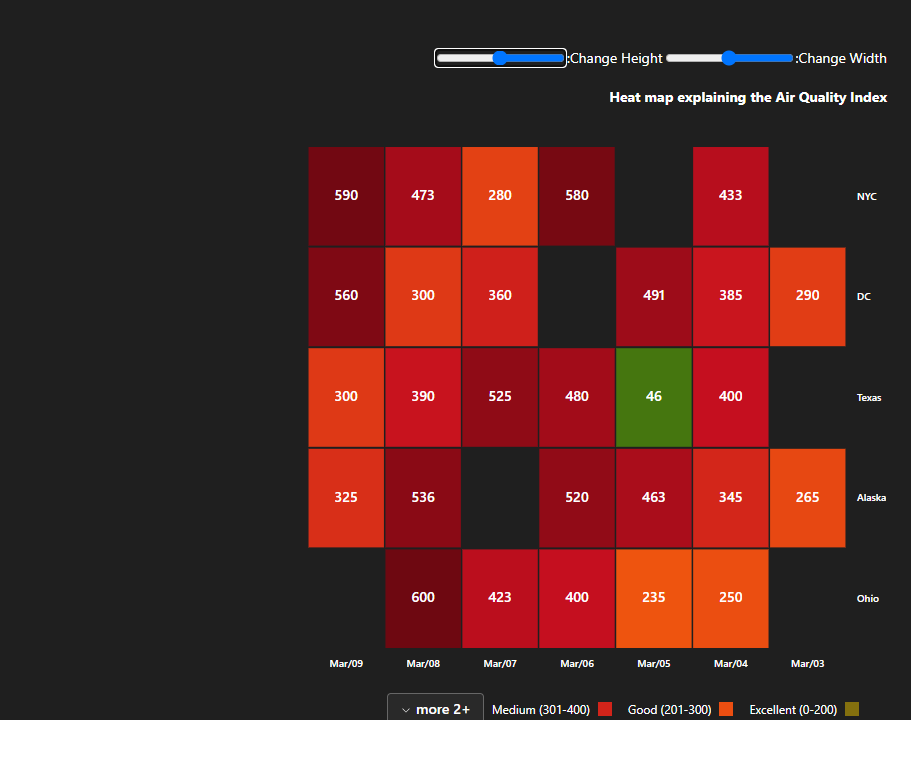 :Change Height :Change Width
Heat map explaining the Air Quality Index
590 473 280 580 433 NYC
560 300 360 491 385 290 DC
300 390 525 480 46 400 Texas
325 536 520 463 345 265 Alaska
600 423 400 235 250 Ohio
Mar/09 Mar/08 Mar/07 Mar/06 Mar/05 Mar/04 Mar/03
more 2+ Medium (301-400) Good (201-300) Excellent (0-200)